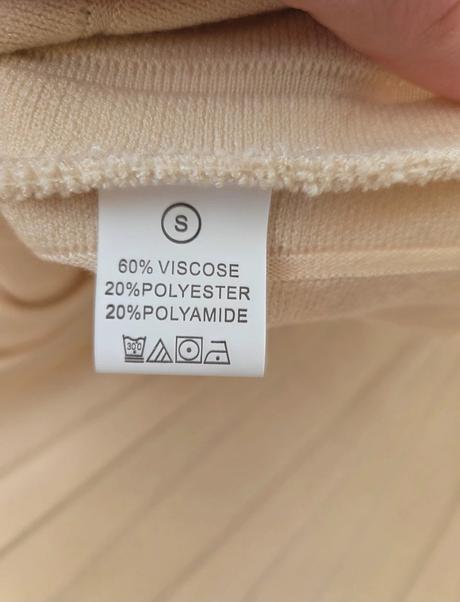 S
60% VISCOSE
20%POLYESTER
20%POLYAMIDE
30°